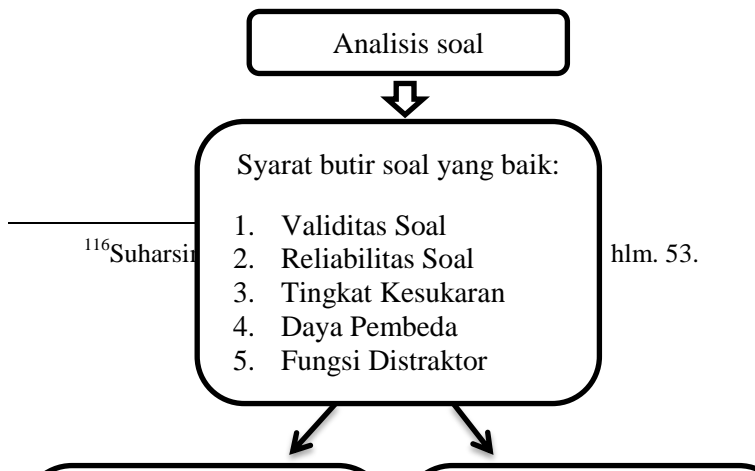 Analisis soal
Syarat butir soal yang baik:
1. Validitas Soal
2. Reliabilitas Soal
3. Tingkat Kesukaran
4. Daya Pembeda
5. Fungsi Distraktor
116 hlm. 53.